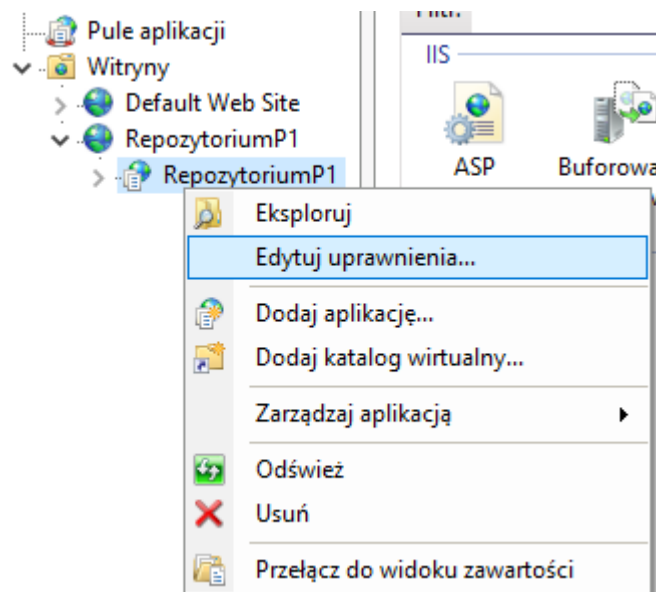 Pule aplikacji
Witryny
Default Web Site
RepozytoriumP1
RepozytoriumP1
IIS
ASP
Buforowa
Eksploruj
Edytuj uprawnienia...
Dodaj aplikację...
Dodaj katalog wirtualny...
Zarządzaj aplikacją
Odśwież
Usuń
Przełącz do widoku zawartości